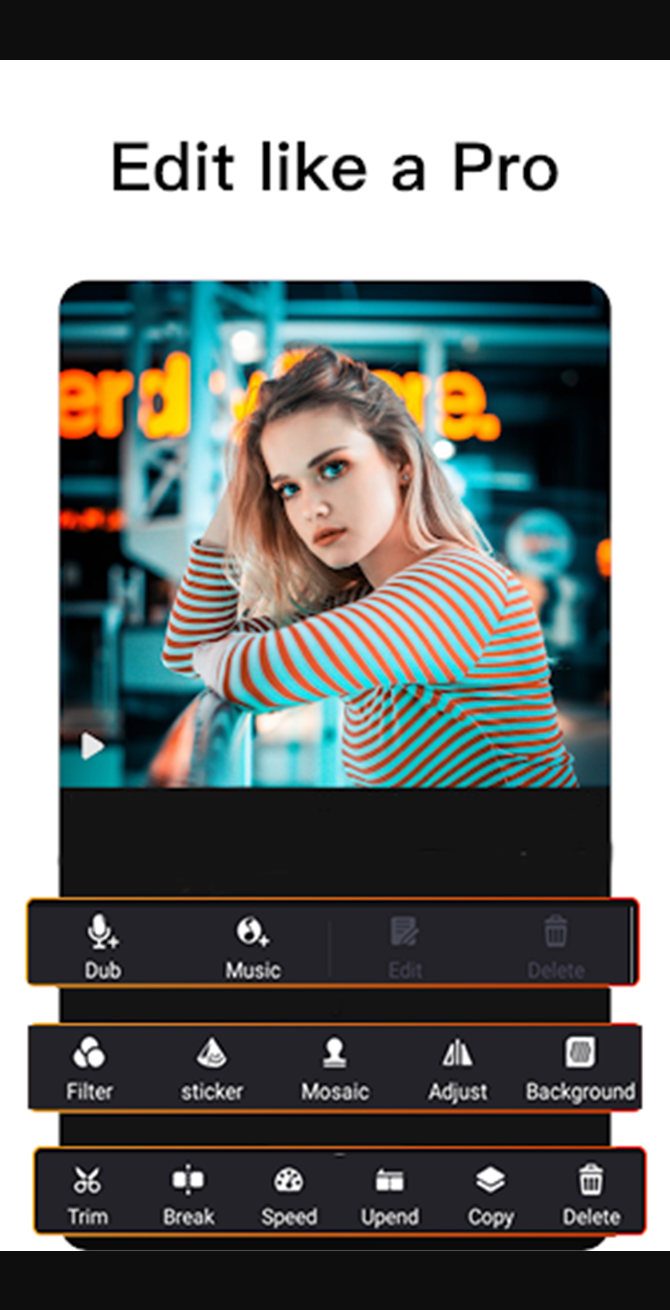 Edit like a Pro
Dub Music Edit Delete
Filter sticker Mosaic Adjust Background
Trim Break Speed Upend Copy Delete